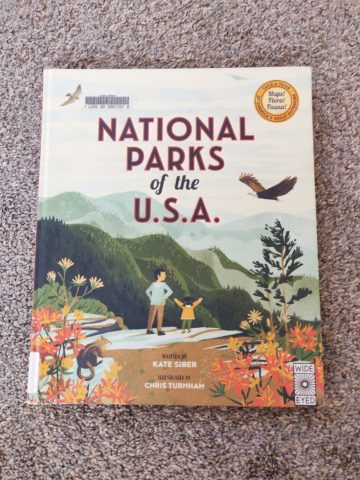 Maps!
Flora!
Fauna!
NATIONAL
PARKS
of the
U.S.A.
WRITTEN BY
KATE SIBER
ILLUSTRATED BY
CHRIS TURNHAM
WIDE
EYED